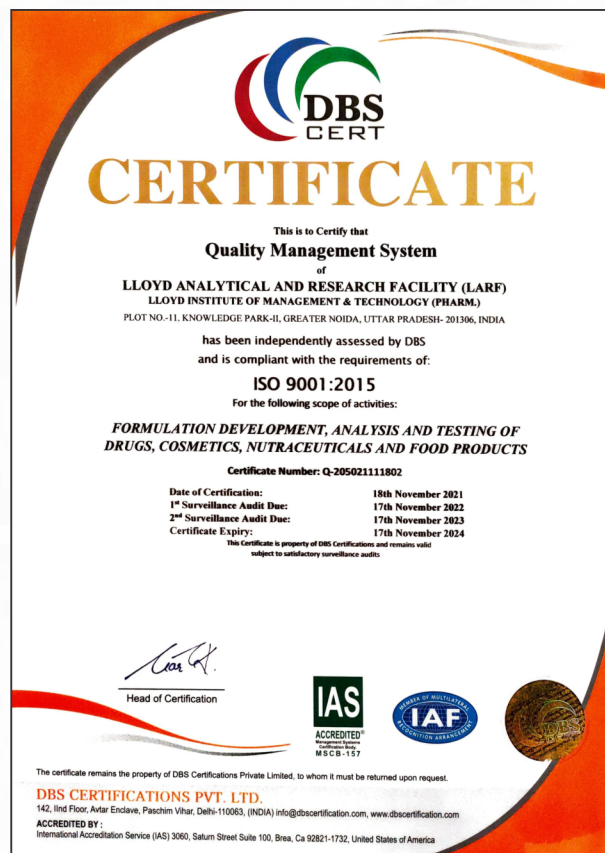 DBS
CERT
CERTIFICATE
This is to Certify that
Quality Management System
of
LLOYD ANALYTICAL AND RESEARCH FACILITY (LARF)
LLOYD INSTITUTE OF MANAGEMENT & TECHNOLOGY (PHARM.)
PLOT NO.-11, KNOWLEDGE PARK-II, GREATER NOIDA, UTTAR PRADESH- 201306, INDIA
has been independently assessed by DBS
and is compliant with the requirements of:
ISO 9001:2015
For the following scope of activities:
FORMULATION DEVELOPMENT, ANALYSIS AND TESTING OF
DRUGS, COSMETICS, NUTRACEUTICALS AND FOOD PRODUCTS
Certificate Number: Q-205021111802
Date of Certification: 18th November 2021
1st Surveillance Audit Due: 17th November 2022
2nd Surveillance Audit Due: 17th November 2023
Certificate Expiry: 17th November 2024
This Certificate is property of DBS Certifications and remains valid
subject to satisfactory surveillance audits
Head of Certification
IAS
ACCREDITED®
Management Systems
Certification Body
MSCB-157
MEMBER OF MULTILATERAL
IAF
RECOGNITION ARRANGEMENT
DBS
The certificate remains the property of DBS Certifications Private Limited, to whom it must be returned upon request.
DBS CERTIFICATIONS PVT. LTD.
142, IInd Floor, Avtar Enclave, Paschim Vihar, Delhi-110063, (INDIA) info@dbscertification.com, www.dbscertification.com
ACCREDITED BY :
International Accreditation Service (IAS) 3060, Saturn Street Suite 100, Brea, Ca 92821-1732, United States of America